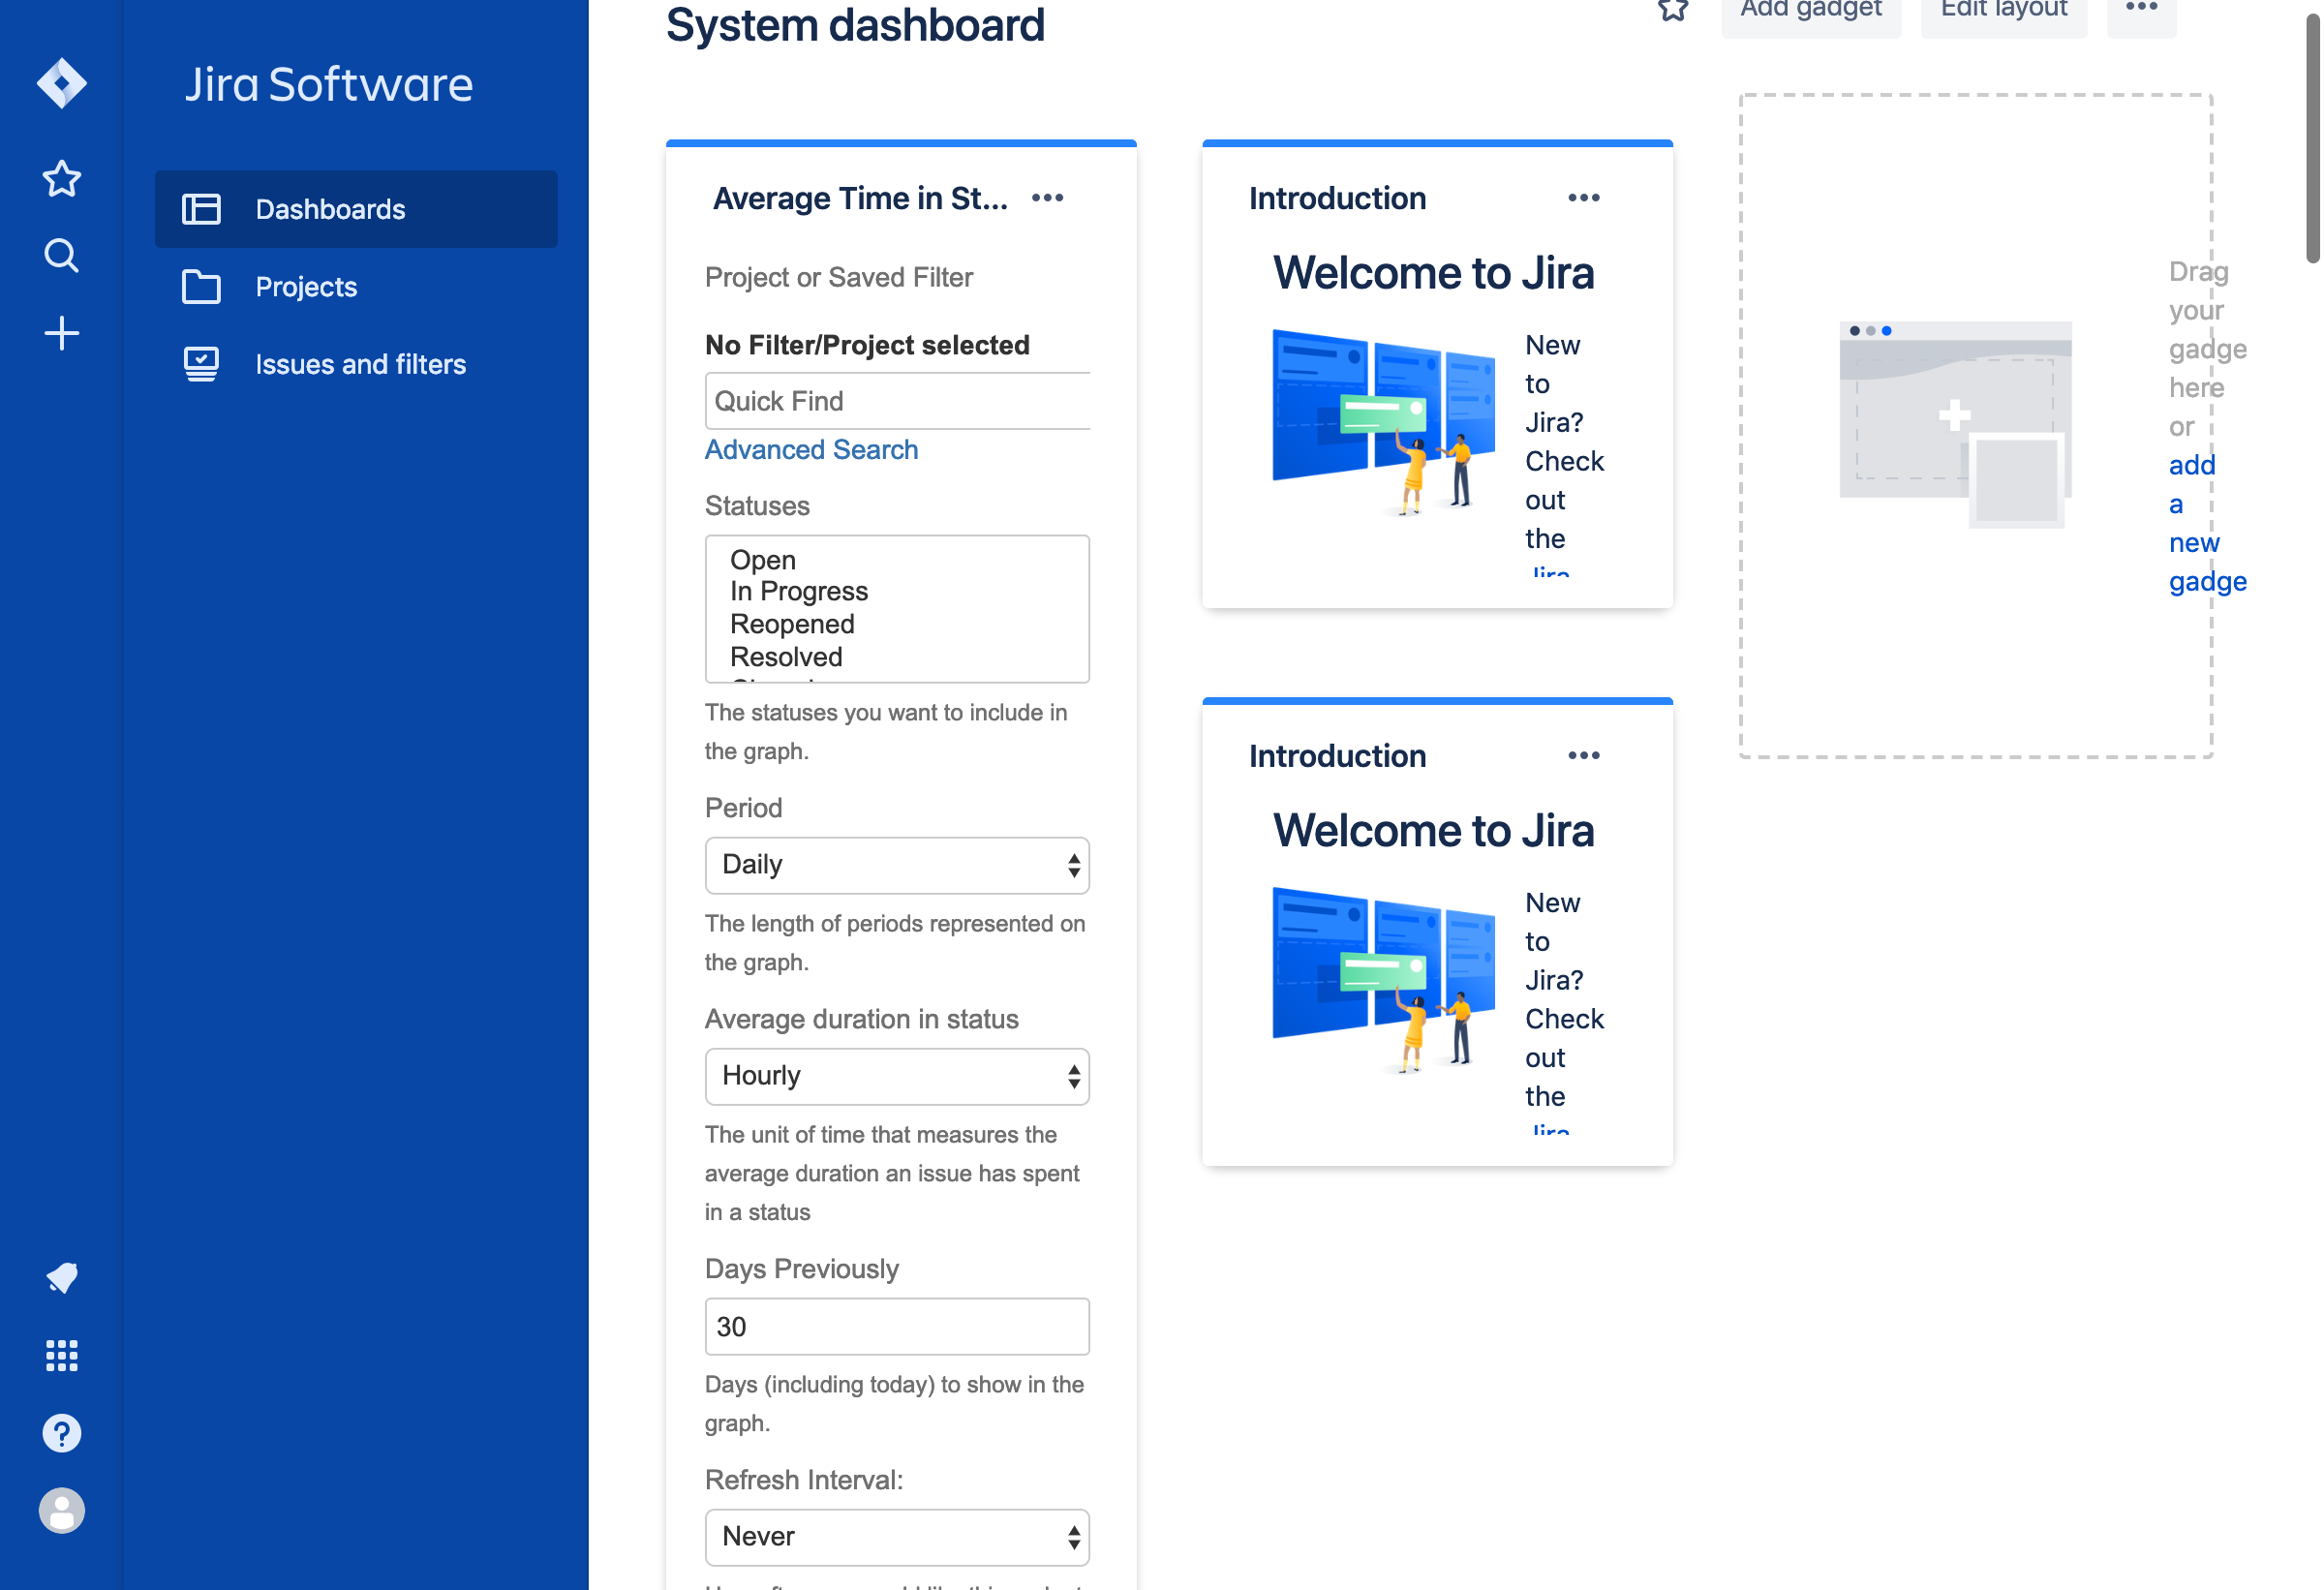 Jira Software
Dashboards
Projects
Issues and filters
System dashboard
Add gadget
Edit layout
Average Time in St...
Project or Saved Filter
No Filter/Project selected
Quick Find
Advanced Search
Statuses
Open
In Progress
Reopened
Resolved
The statuses you want to include in
the graph.
Period
Daily
The length of periods represented on
the graph.
Average duration in status
Hourly
The unit of time that measures the
average duration an issue has spent
in a status
Days Previously
30
Days (including today) to show in the
graph.
Refresh Interval:
Never
Introduction
Welcome to Jira
New
to
Jira?
Check
out
the
Jira
Introduction
Welcome to Jira
New
to
Jira?
Check
out
the
Jira
Drag
your
gadge
here
or
add
a
new
gadge